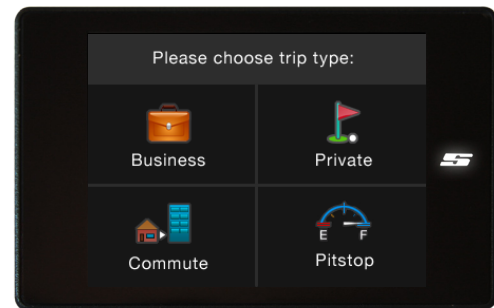 Please choose trip type:
Business
Private
Commute
E F
Pitstop